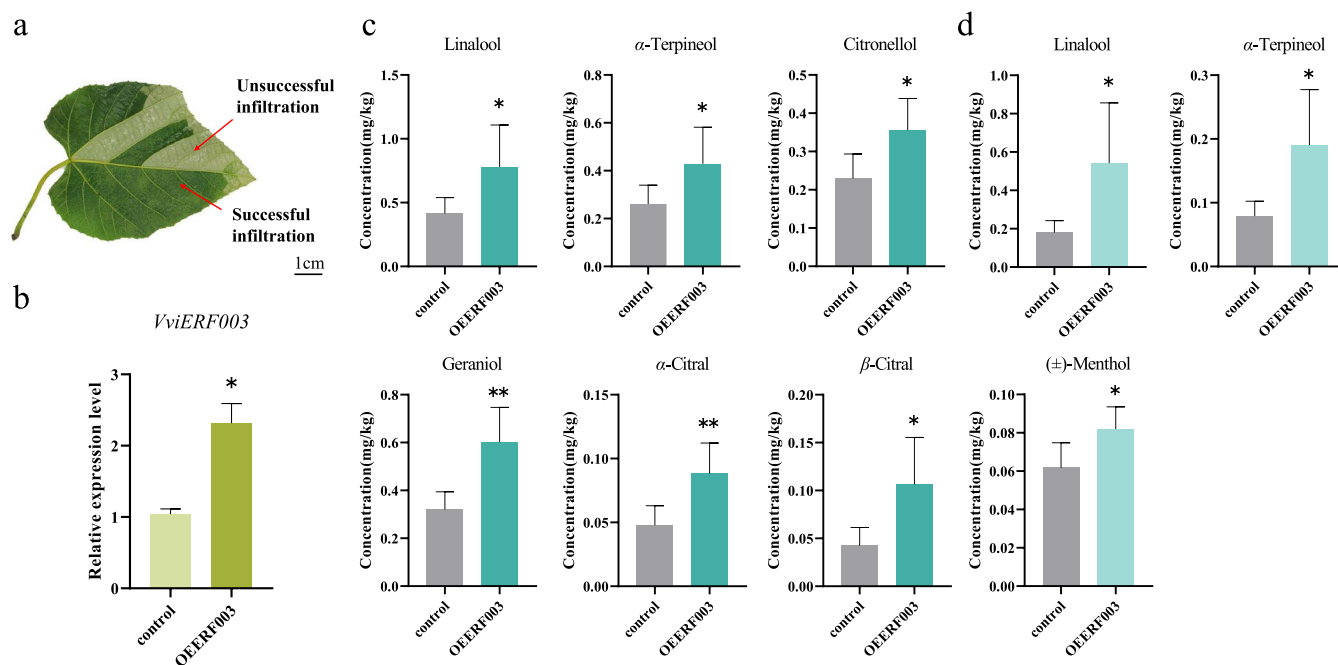 a
Unsuccessful
infiltration
Successful
infiltration
1cm
b
VviERF003
Relative expression level
3
2
1
0
*
control
OEERF003
c
Linalool
Concentration(mg/kg)
1.5
1.0
0.5
0.0
*
control
OEERF003
α-Terpineol
Concentration(mg/kg)
0.8
0.6
0.4
0.2
0.0
*
control
OEERF003
Citronellol
Concentration(mg/kg)
0.5
0.4
0.3
0.2
0.1
0.0
*
control
OEERF003
Geraniol
Concentration(mg/kg)
0.8
0.6
0.4
0.2
0.0
**
control
OEERF003
α-Citral
Concentration(mg/kg)
0.15
0.10
0.05
0.00
**
control
OEERF003
β-Citral
Concentration(mg/kg)
0.20
0.15
0.10
0.05
0.00
*
control
OEERF003
d
Linalool
Concentration(mg/kg)
1.0
0.8
0.6
0.4
0.2
0.0
*
control
OEERF003
α-Terpineol
Concentration(mg/kg)
0.3
0.2
0.1
0.0
*
control
OEERF003
(±)-Menthol
Concentration(mg/kg)
0.10
0.08
0.06
0.04
0.02
0.00
*
control
OEERF003